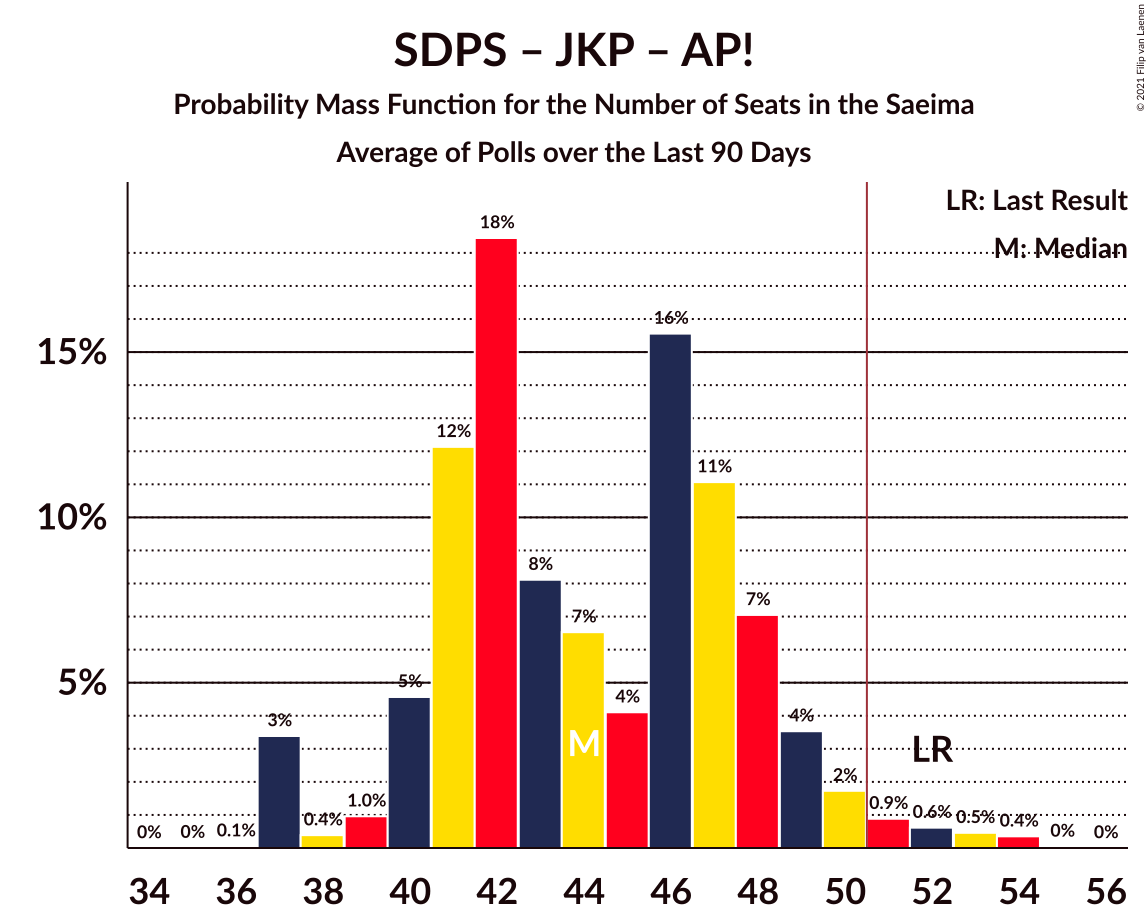 © 2021 Filip van Laenen
SDPS – JKP – AP!
Probability Mass Function for the Number of Seats in the Saeima
Average of Polls over the Last 90 Days
LR: Last Result
M: Median
15%
10%
5%
0%
0%
0.1%
3%
0.4%
1.0%
5%
12%
18%
8%
7%
4%
16%
11%
7%
4%
2%
0.9%
0.6%
0.5%
0.4%
0%
0%
M
LR
34 36 38 40 42 44 46 48 50 52 54 56